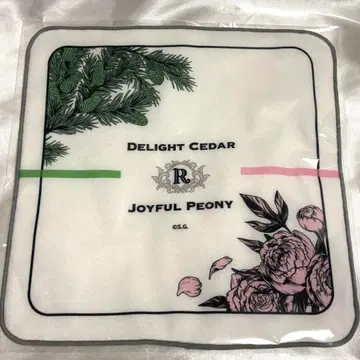 DELIGHT CEDAR
R
JOYFUL PEONY
©S.G.